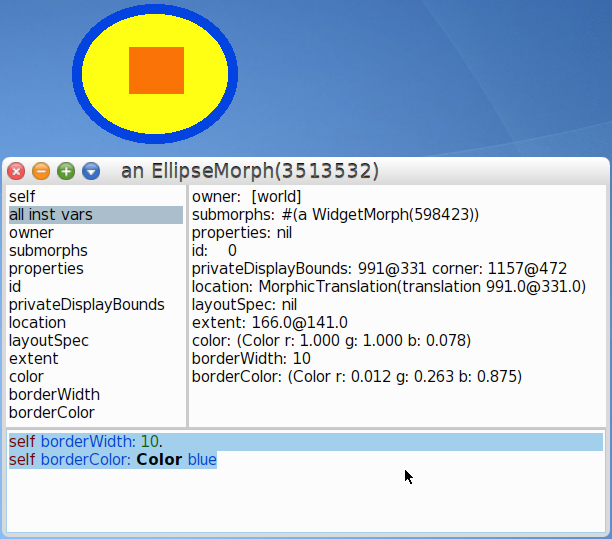 an EllipseMorph(3513532)
self
all inst vars
owner
submorphs
properties
id
privateDisplayBounds
location
layoutSpec
extent
color
borderWidth
borderColor
owner: [world]
submorphs: #(a WidgetMorph(598423))
properties: nil
id: 0
privateDisplayBounds: 991@331 corner: 1157@472
location: MorphicTranslation(translation 991.0@331.0)
layoutSpec: nil
extent: 166.0@141.0
color: (Color r: 1.000 g: 1.000 b: 0.078)
borderWidth: 10
borderColor: (Color r: 0.012 g: 0.263 b: 0.875)
self borderWidth: 10.
self borderColor: Color blue